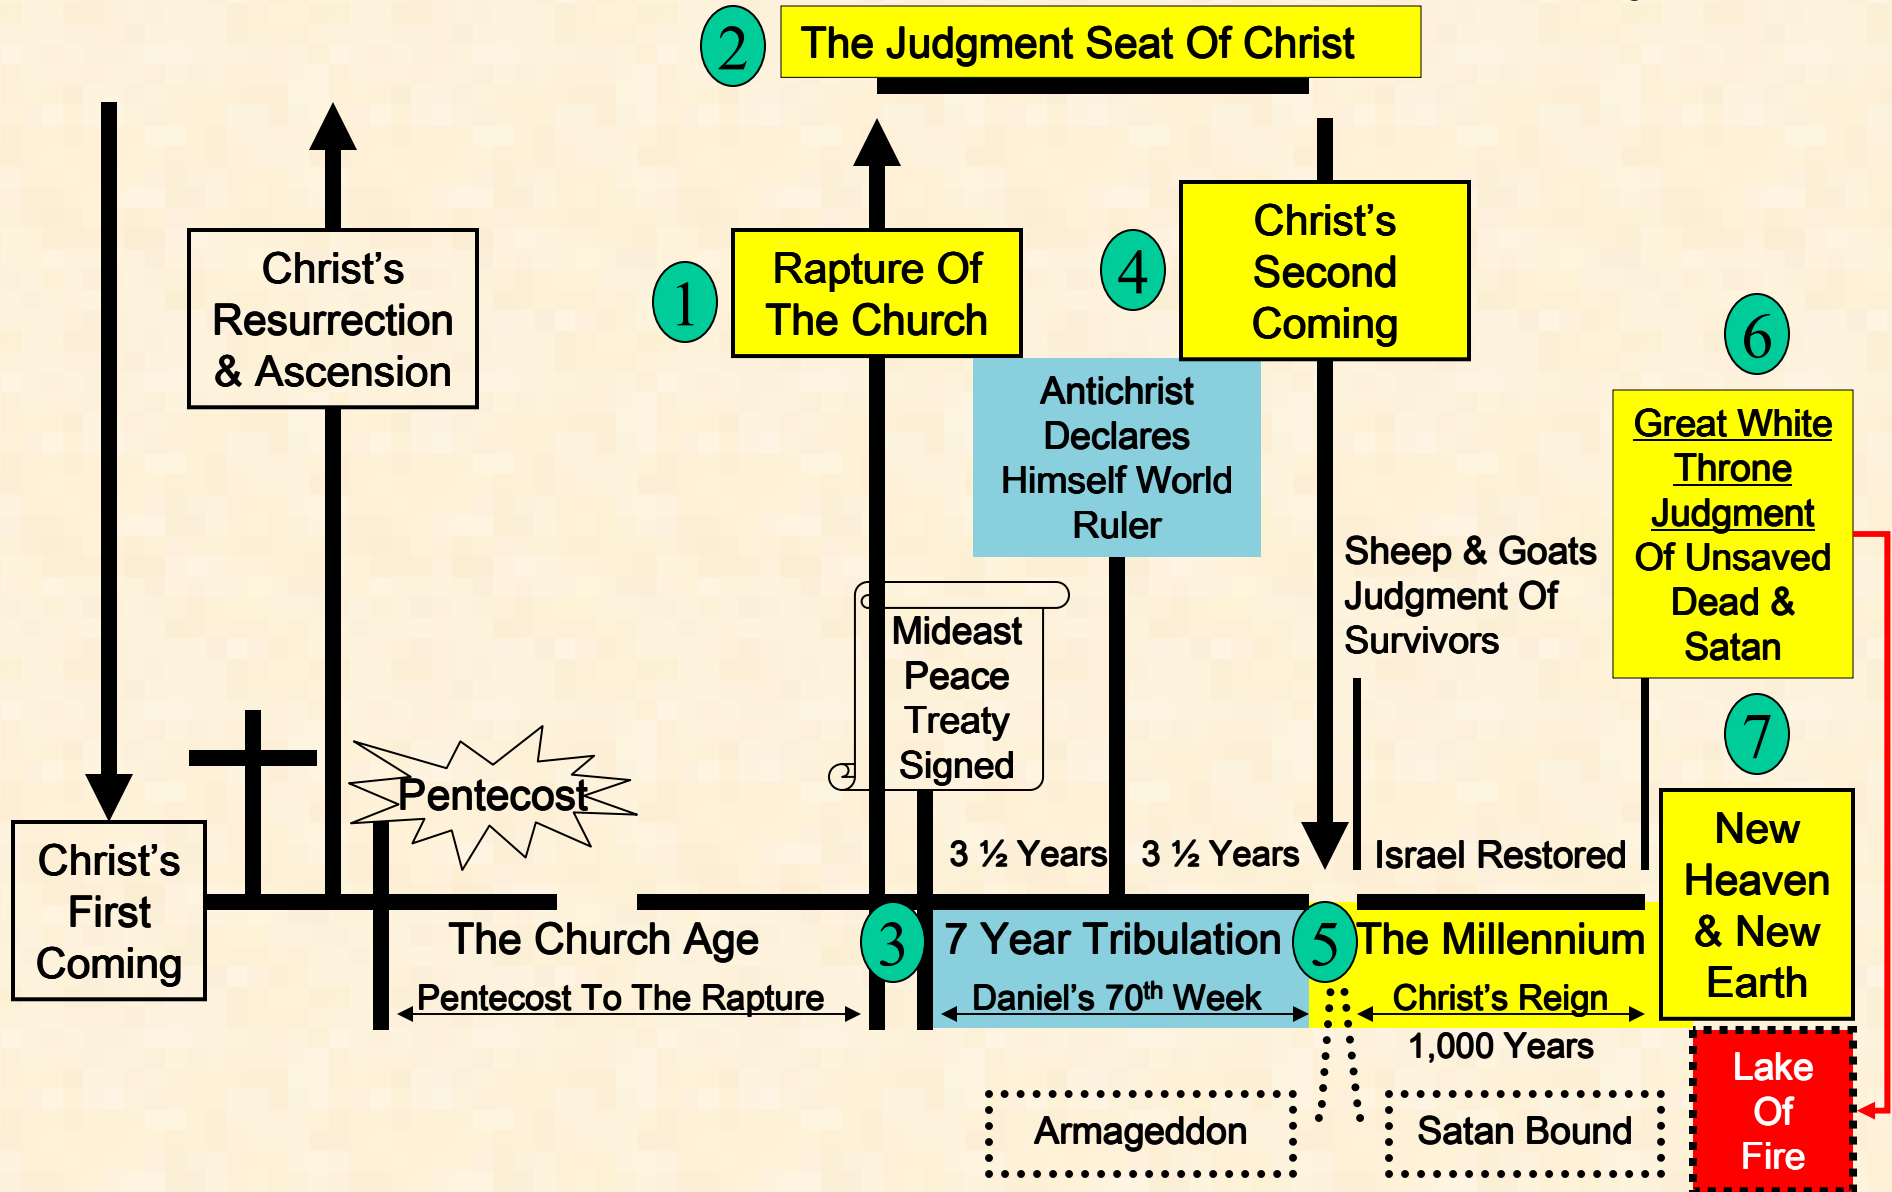 2
The Judgment Seat Of Christ
Christ's
Resurrection
& Ascension
1
Rapture Of
The Church
4
Christ's
Second
Coming
6
Antichrist
Declares
Himself World
Ruler
Great White
Throne
Judgment
Of Unsaved
Dead &
Satan
Sheep & Goats
Judgment Of
Survivors
Mideast
Peace
Treaty
Signed
7
Pentecost
Christ's
First
Coming
3 ½ Years
3 ½ Years
Israel Restored
New
Heaven
& New
Earth
The Church Age
3
7 Year Tribulation
5
The Millennium
Pentecost To The Rapture
Daniel's 70th Week
Christ's Reign
1,000 Years
Armageddon
Satan Bound
Lake
Of
Fire